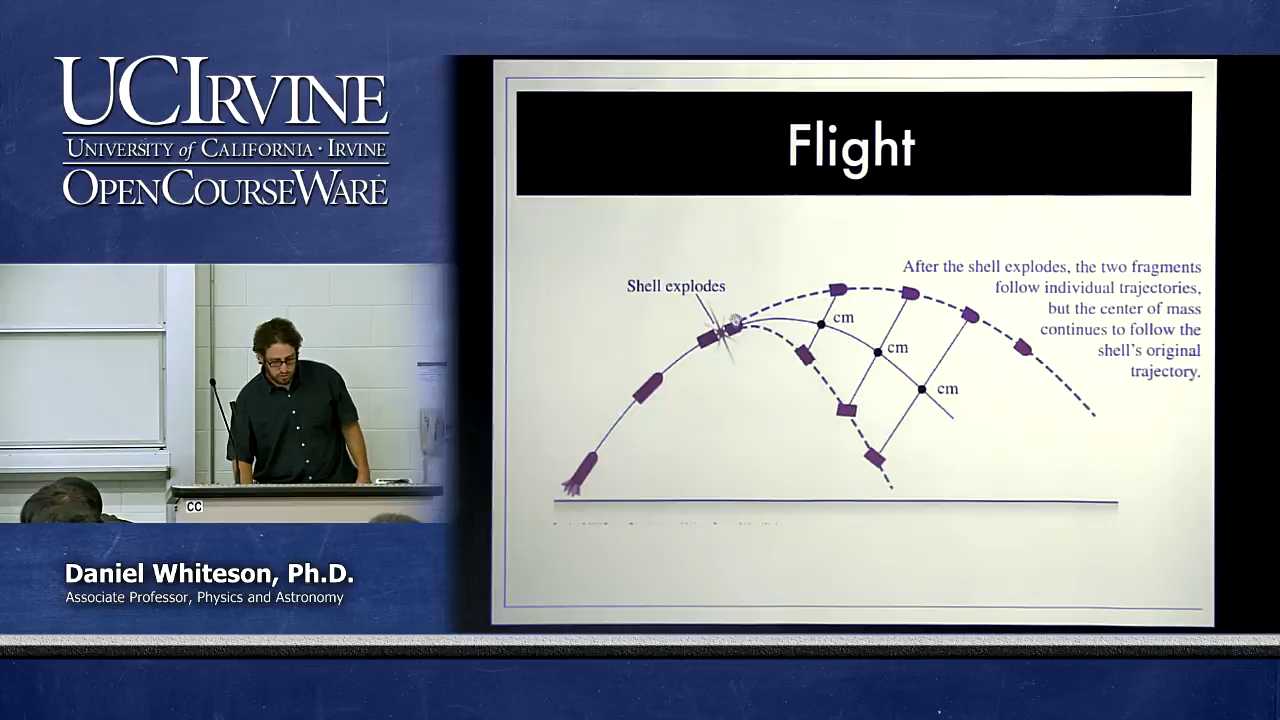 UCIRVINE
UNIVERSITY of CALIFORNIA · IRVINE
OPENCOURSEWARE
CC
Daniel Whiteson, Ph.D.
Associate Professor, Physics and Astronomy
Flight
Shell explodes
After the shell explodes, the two fragments
follow individual trajectories,
but the center of mass
continues to follow the
shell's original
trajectory.
cm
cm
cm